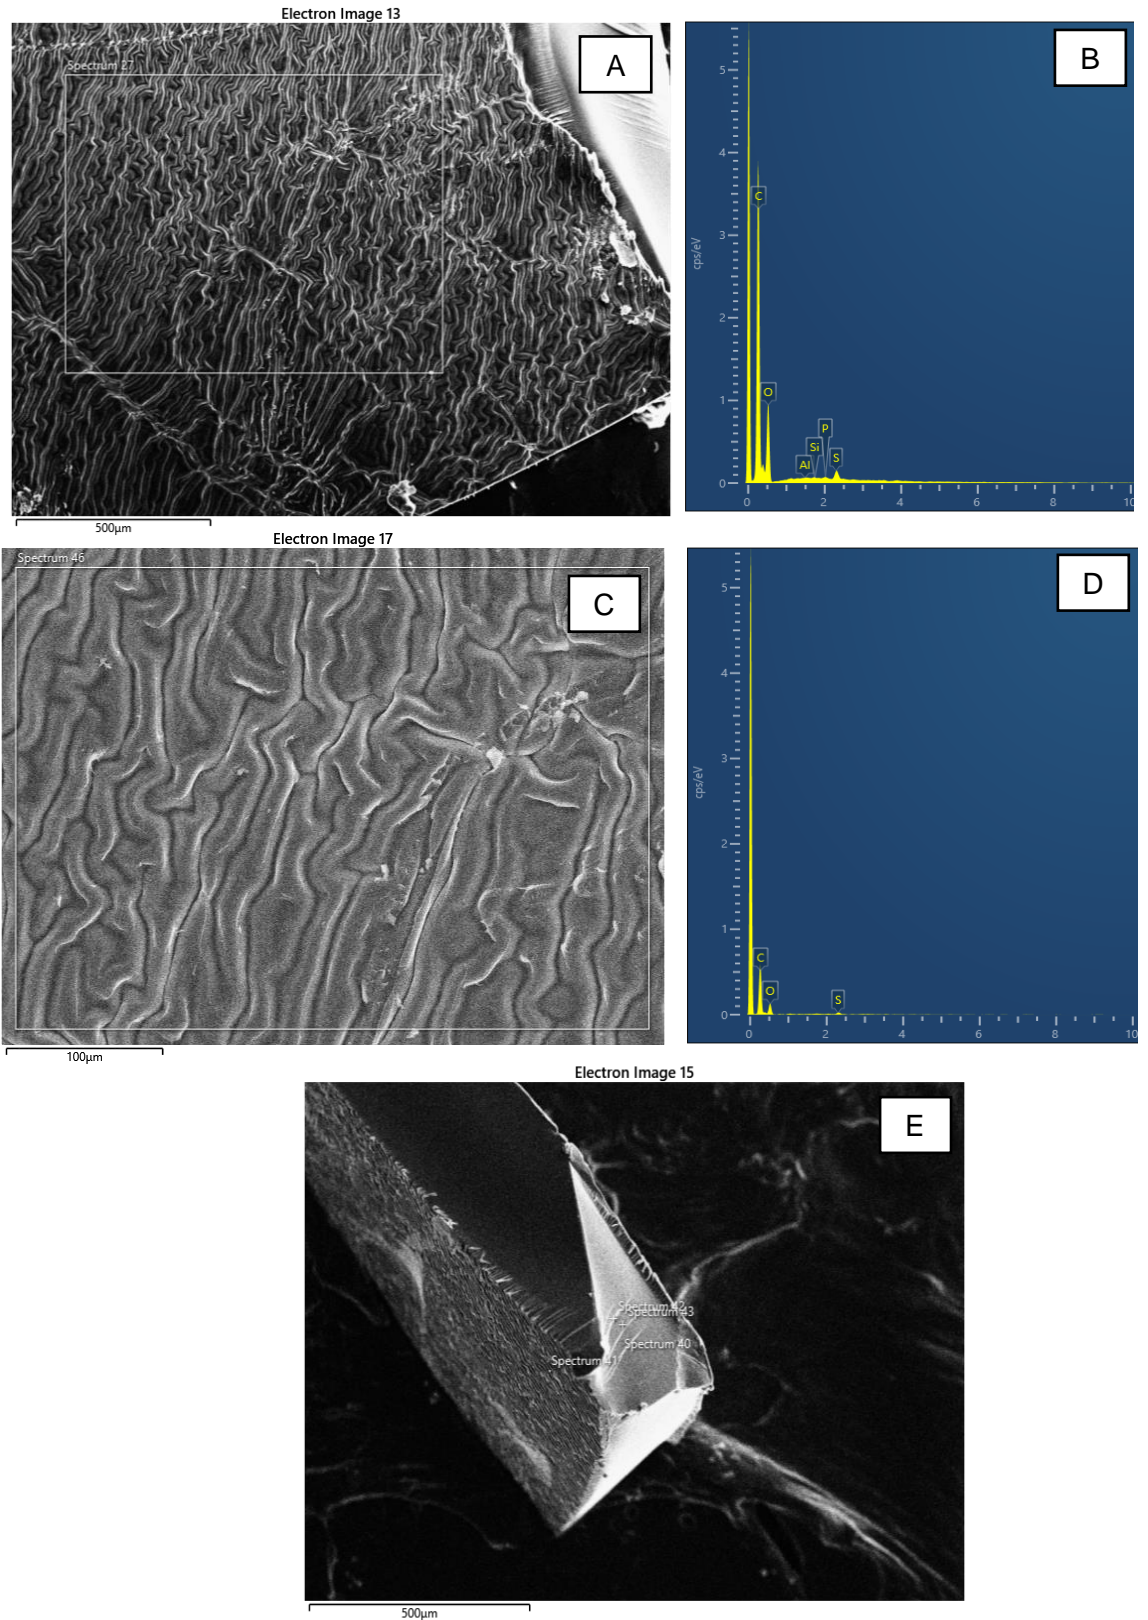 Electron Image 13
Spectrum 27
A
500µm
B
cps/eV
5
4
3
2
1
0
C
O
Al
Si
P
S
0
2
4
6
8
10
Electron Image 17
Spectrum 46
C
100µm
D
cps/eV
5
4
3
2
1
0
C
O
S
0
2
4
6
8
10
Electron Image 15
E
Spectrum 42
Spectrum 43
Spectrum 40
Spectrum 41
500µm